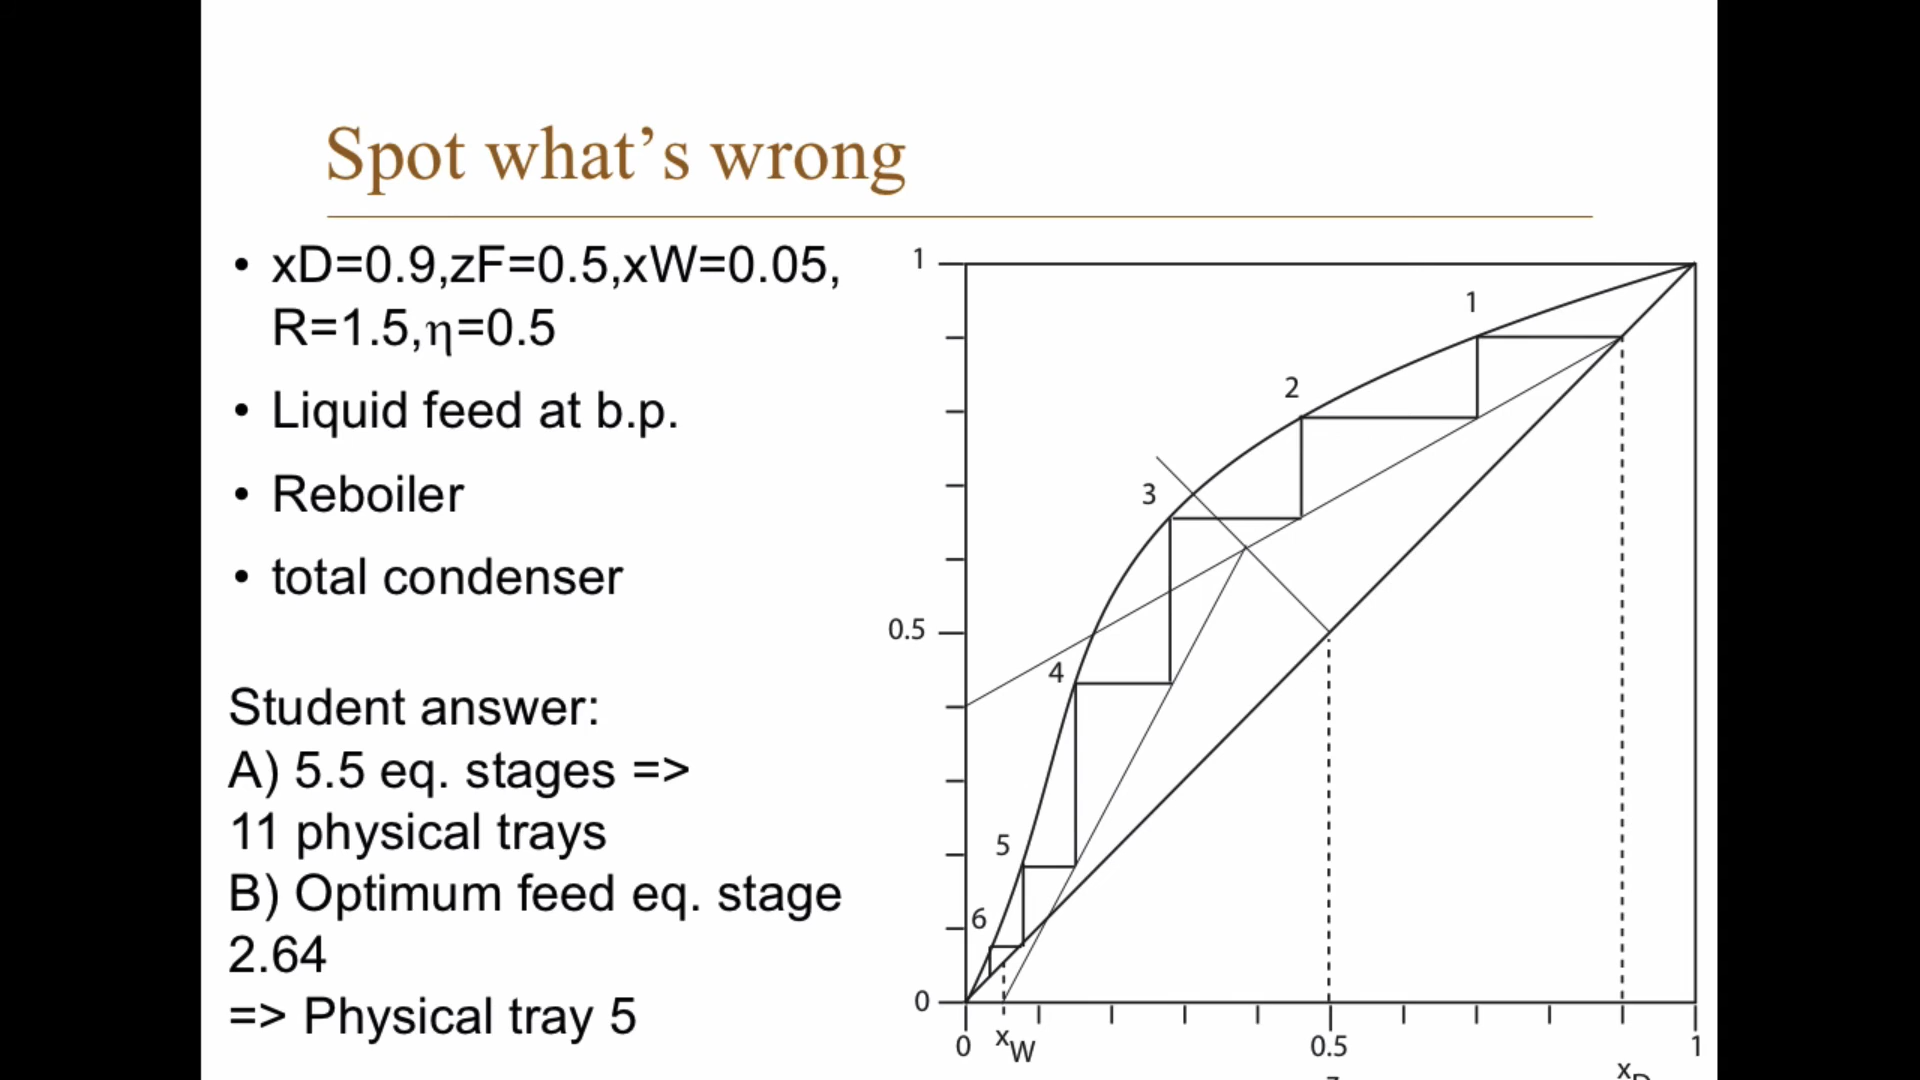 Spot what’s wrong
• xD=0.9,zF=0.5,xW=0.05,
R=1.5,η=0.5
• Liquid feed at b.p.
• Reboiler
• total condenser
Student answer:
A) 5.5 eq. stages =>
11 physical trays
B) Optimum feed eq. stage
2.64
=> Physical tray 5
1
1
2
3
0.5
4
5
6
0
0 xW 0.5 1
xD